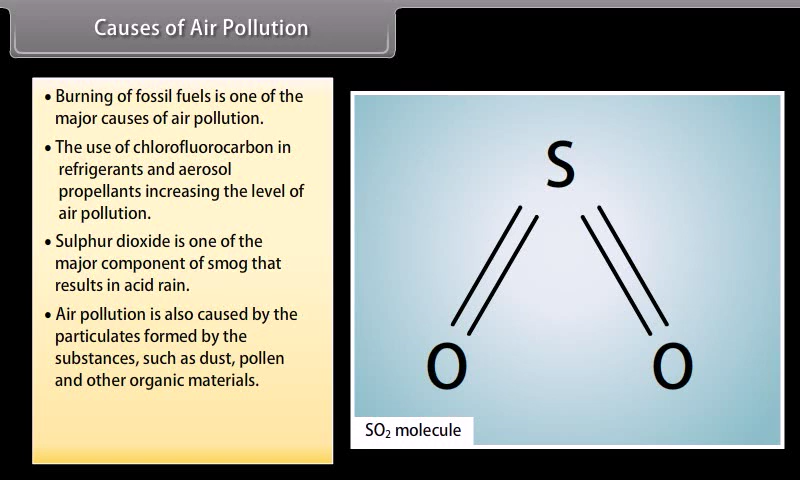 Causes of Air Pollution
• Burning of fossil fuels is one of the
major causes of air pollution.
• The use of chlorofluorocarbon in
refrigerants and aerosol
propellants increasing the level of
air pollution.
• Sulphur dioxide is one of the
major component of smog that
results in acid rain.
• Air pollution is also caused by the
particulates formed by the
substances, such as dust, pollen
and other organic materials.
S
O O
SO₂ molecule